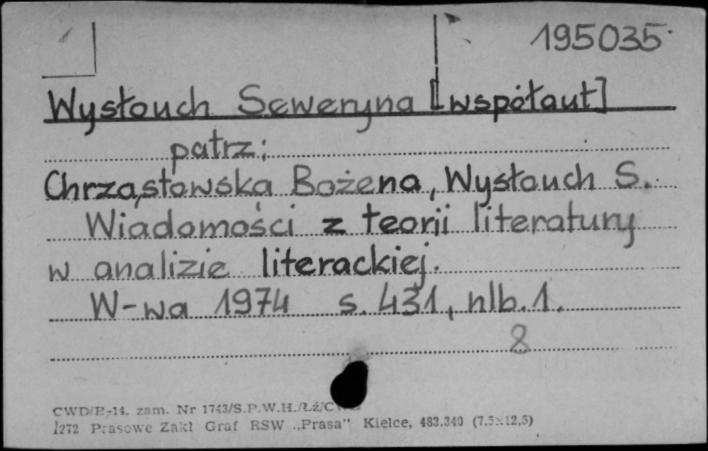 195035
Wysłouch Seweryna [współaut]
patrz:
Chrząstowska Bożena, Wysłouch S.
Wiadomości z teorii literatury
w analizie literackiej.
W-wa 1974 s. 431, nlb. 1.
8
CWD/B-14. zam. Nr 1743/S.P.W.H./Łż/
1272 Prasowe Zakł Graf RSW „Prasa" Kielce, 483.340 (7,5x12,5)